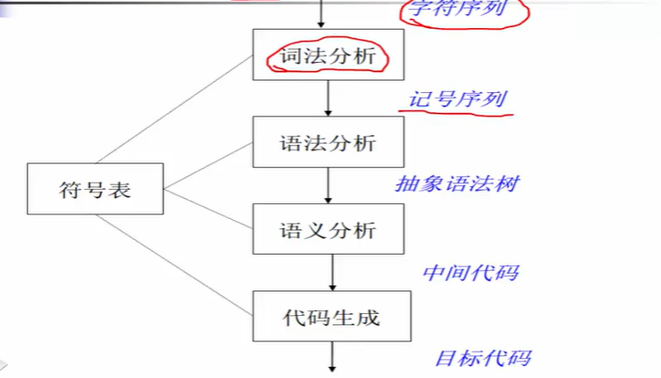 字符序列
词法分析
记号序列
语法分析
抽象语法树
符号表
语义分析
中间代码
代码生成
目标代码